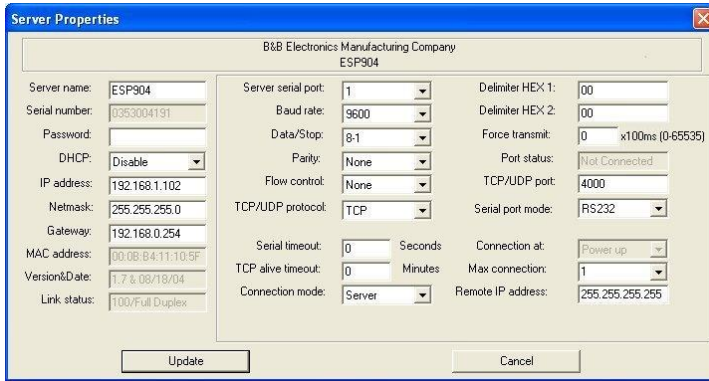 Server Properties
B&B Electronics Manufacturing Company
ESP904
Server name: ESP904
Serial number: 0353004191
Password:
DHCP: Disable
IP address: 192.168.1.102
Netmask: 255.255.255.0
Gateway: 192.168.0.254
MAC address: 00:0B:B4:11:10:5F
Version&Date: 1.7 & 08/18/04
Link status: 100/Full Duplex
Server serial port: 1
Baud rate: 9600
Data/Stop: 8-1
Parity: None
Flow control: None
TCP/UDP protocol: TCP
Serial timeout: 0 Seconds
TCP alive timeout: 0 Minutes
Connection mode: Server
Delimiter HEX 1: 00
Delimiter HEX 2: 00
Force transmit: 0 x100ms (0-65535)
Port status: Not Connected
TCP/UDP port: 4000
Serial port mode: RS232
Connection at: Power up
Max connection: 1
Remote IP address: 255.255.255.255
Update
Cancel